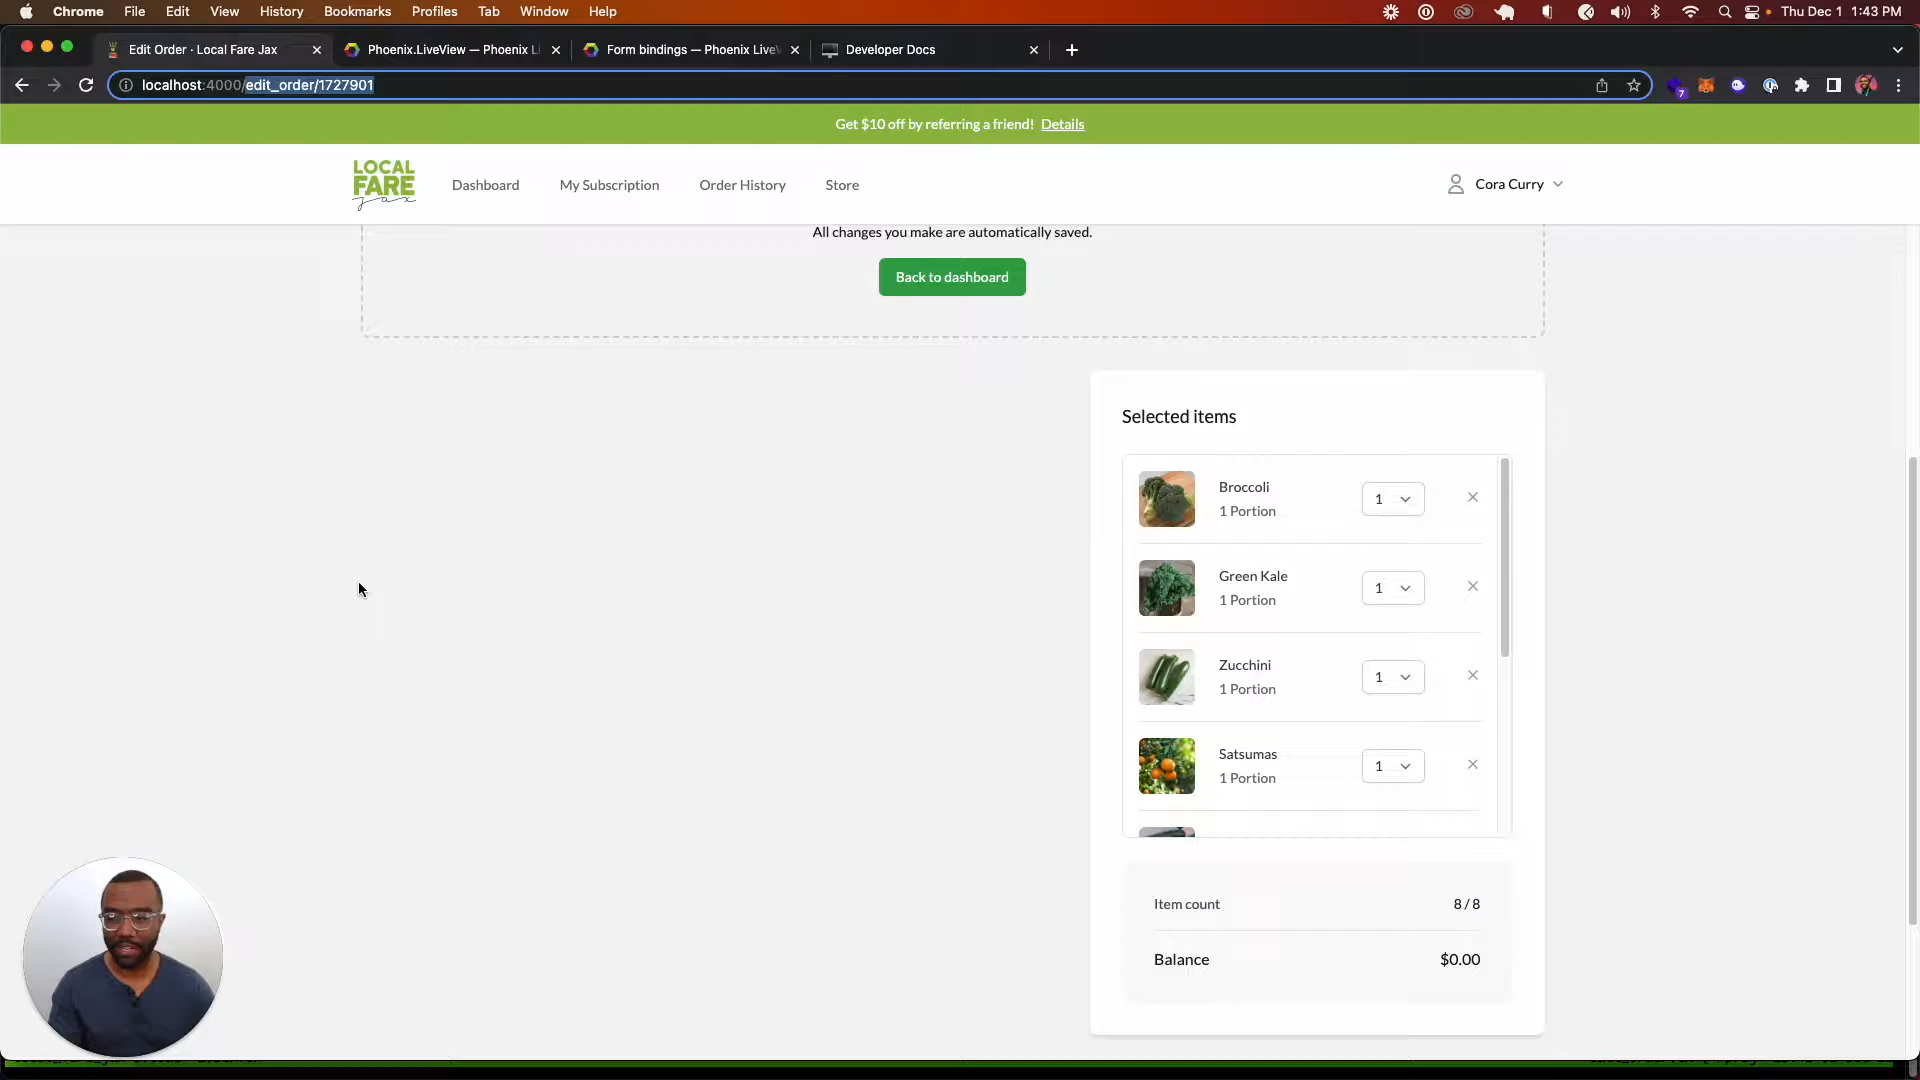 Chrome File Edit View History Bookmarks Profiles Tab Window Help Thu Dec 1 1:43 PM
Edit Order · Local Fare Jax Phoenix.LiveView — Phoenix Li Form bindings — Phoenix LiveV Developer Docs
localhost:4000/edit_order/1727901 7
Get $10 off by referring a friend! Details
LOCAL
FARE
jax
Dashboard My Subscription Order History Store Cora Curry
All changes you make are automatically saved.
Back to dashboard
Selected items
Broccoli
1 Portion
1
Green Kale
1 Portion
1
Zucchini
1 Portion
1
Satsumas
1 Portion
1
Item count 8 / 8
Balance $0.00